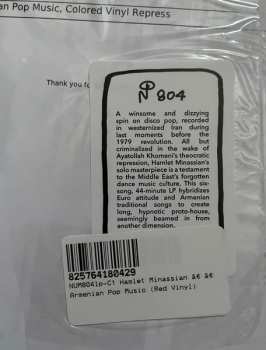 an Pop Music, Colored Vinyl Repress
Thank you fo
804
A winsome and dizzying
spin on disco pop, recorded
in westernized Iran during
last moments before the
1979 revolution. All but
criminalized in the wake of
Ayatollah Khomani's theocratic
repression, Hamlet Minassian's
solo masterpiece is a testament
to the Middle East's forgotten
dance music culture. This six-
song, 44-minute LP hybridizes
Euro attitude and Armenian
traditional songs to create
long, hypnotic proto-house,
seemingly beamed in from
another dimension.
825764180429
NUM804lp-C1 Hamlet Minassian â€ â€
Armenian Pop Music (Red Vinyl)